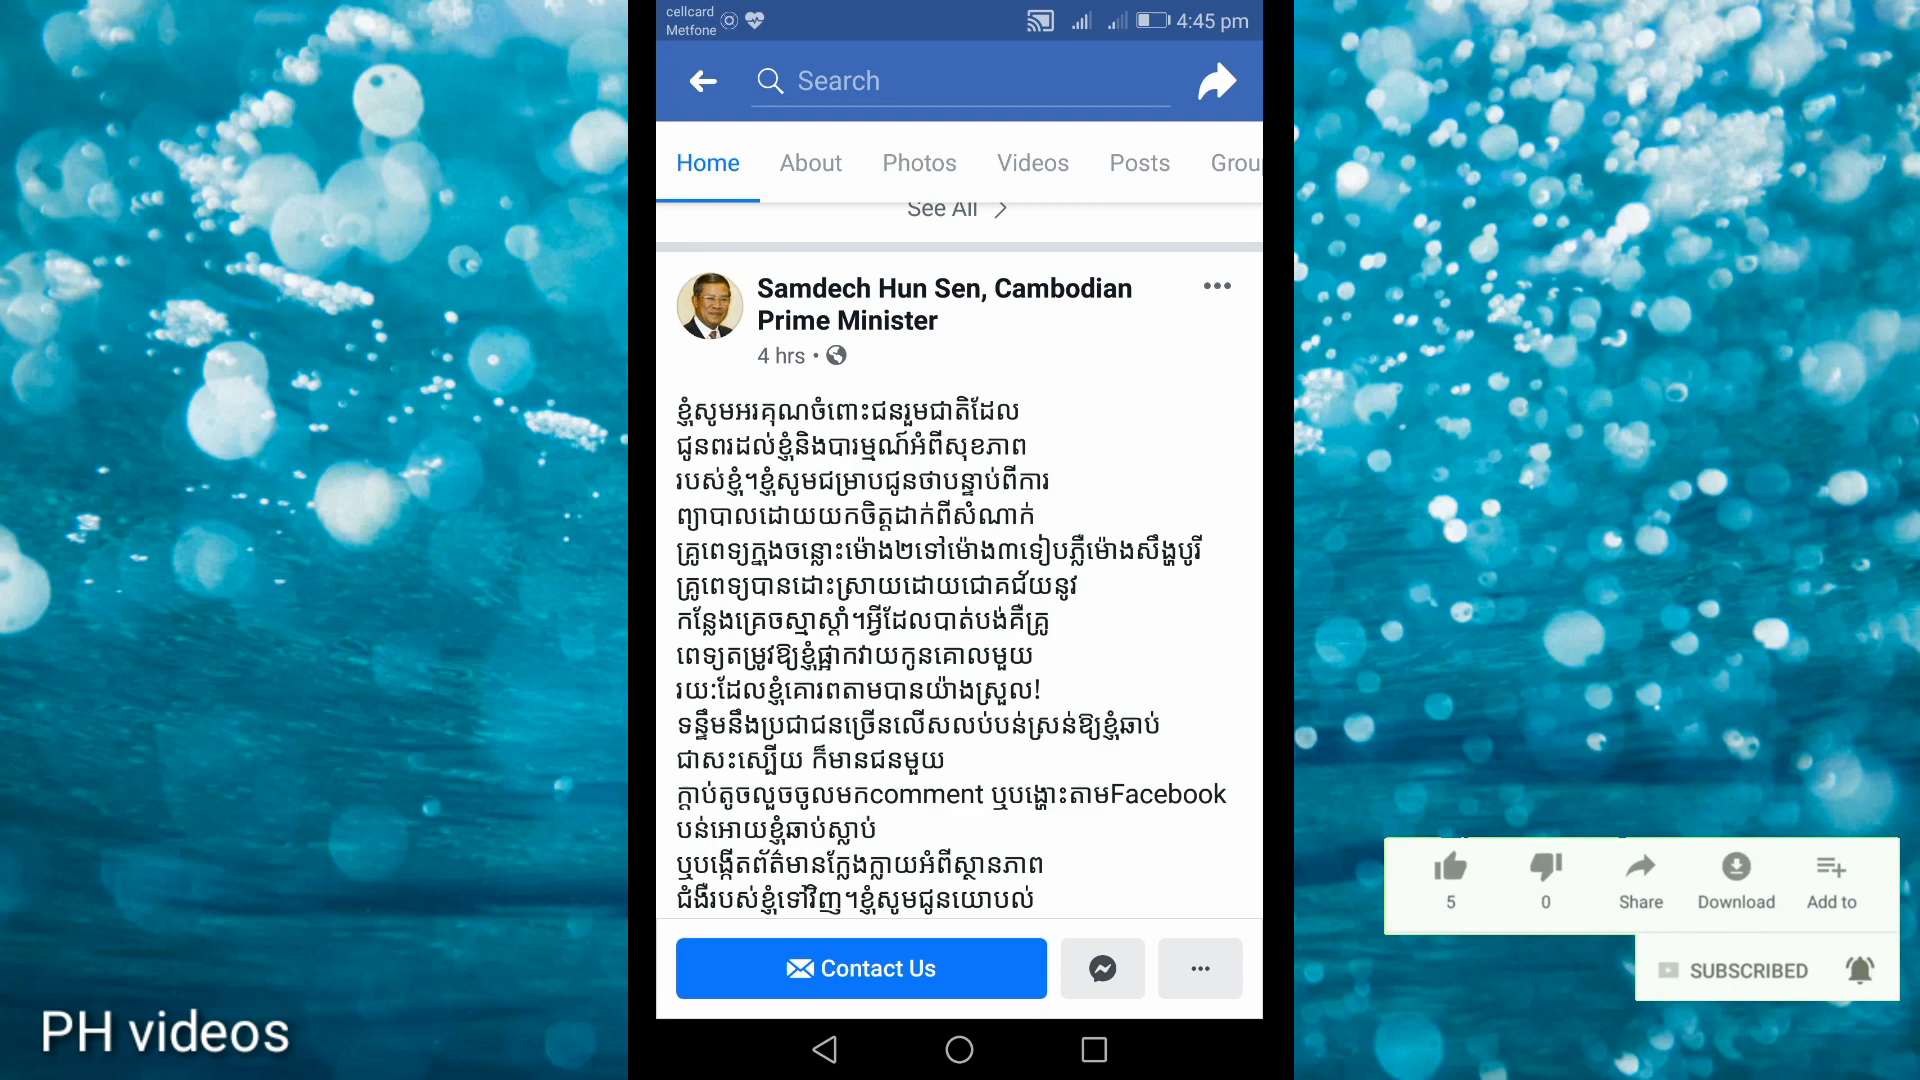 cellcard
Metfone
4:45 pm
Search
Home About Photos Videos Posts Grou
See All
Samdech Hun Sen, Cambodian
Prime Minister
4 hrs
ខ្ញុំសូមអរគុណចំពោះជនរួមជាតិដែល
ជូនពរដល់ខ្ញុំនិងបារម្មណ៍អំពីសុខភាព
របស់ខ្ញុំ។ខ្ញុំសូមជម្រាបជូនថាបន្ទាប់ពីការ
ព្យាបាលដោយយកចិត្តដាក់ពីសំណាក់
គ្រូពេទ្យក្នុងចន្លោះម៉ោង២ទៅម៉ោង៣ទៀបភ្លឺម៉ោងសឹង្ហបូរី
គ្រូពេទ្យបានដោះស្រាយដោយជោគជ័យនូវ
កន្លែងគ្រេចស្មាស្តាំ។អ្វីដែលបាត់បង់គឺគ្រូ
ពេទ្យតម្រូវឱ្យខ្ញុំផ្អាកវាយកូនគោលមួយ
រយៈដែលខ្ញុំគោរពតាមបានយ៉ាងស្រួល!
ទន្ទឹមនឹងប្រជាជនច្រើនលើសលប់បន់ស្រន់ឱ្យខ្ញុំឆាប់
ជាសះស្បើយ ក៏មានជនមួយ
ក្តាប់តូចលួចចូលមកcomment ឬបង្ហោះតាមFacebook
បន់អោយខ្ញុំឆាប់ស្លាប់
ឬបង្កើតព័ត៌មានក្លែងក្លាយអំពីស្ថានភាព
ជំងឺរបស់ខ្ញុំទៅវិញ។ខ្ញុំសូមជូនយោបល់
Contact Us
5 0 Share Download Add to
SUBSCRIBED
PH videos